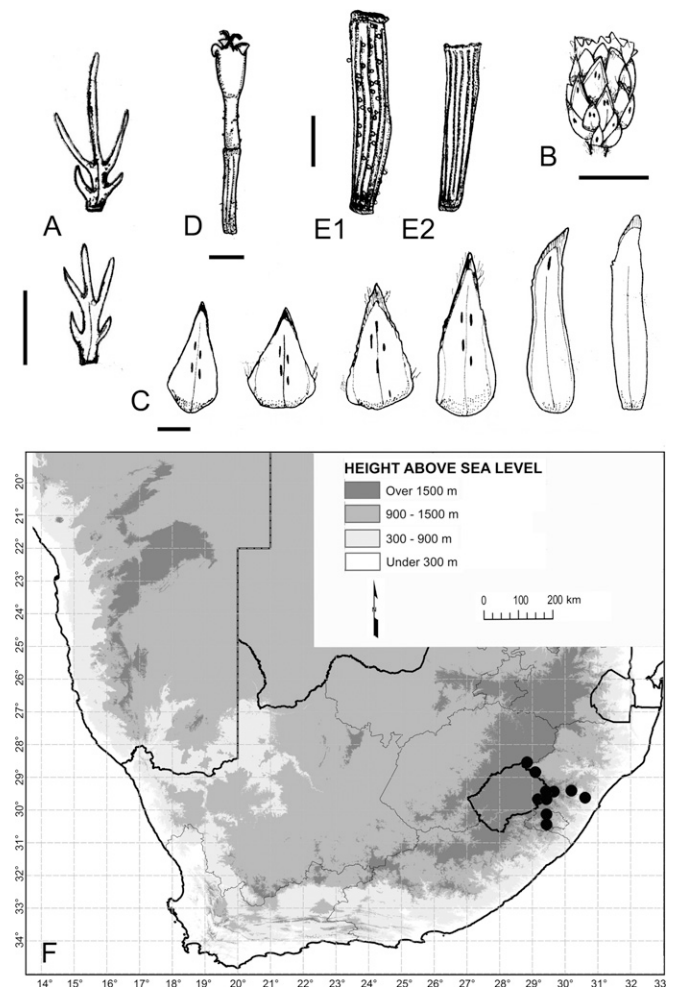 A
D
E1
E2
B
C
HEIGHT ABOVE SEA LEVEL
Over 1500 m
900 - 1500 m
300 - 900 m
Under 300 m
N
0 100 200 km
20°
21°
22°
23°
24°
25°
26°
27°
28°
29°
30°
31°
32°
33°
34°
F
14° 15° 16° 17° 18° 19° 20° 21° 22° 23° 24° 25° 26° 27° 28° 29° 30° 31° 32° 33